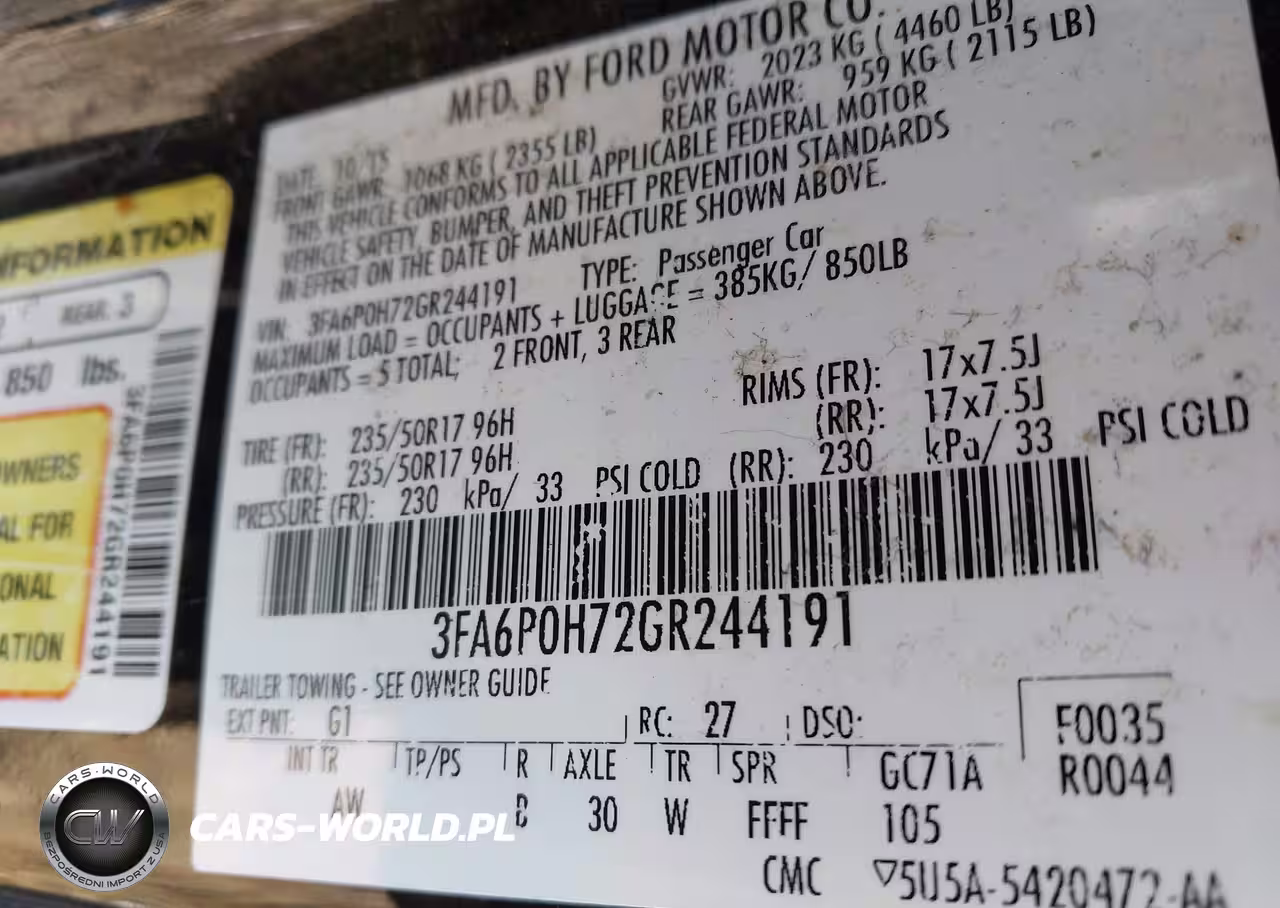 MFD. BY FORD MOTOR CO.
DATE: 10/15 GVWR: 2023 KG ( 4460 LB)
FRONT GAWR: 1068 KG ( 2355 LB) REAR GAWR: 959 KG ( 2115 LB)
THIS VEHICLE CONFORMS TO ALL APPLICABLE FEDERAL MOTOR
VEHICLE SAFETY, BUMPER, AND THEFT PREVENTION STANDARDS
IN EFFECT ON THE DATE OF MANUFACTURE SHOWN ABOVE.
VIN: 3FA6P0H72GR244191 TYPE: Passenger Car
MAXIMUM LOAD = OCCUPANTS + LUGGAGE = 385KG/ 850LB
OCCUPANTS = 5 TOTAL; 2 FRONT, 3 REAR
TIRE (FR): 235/50R17 96H RIMS (FR): 17x7.5J
(RR): 235/50R17 96H (RR): 17x7.5J
PRESSURE (FR): 230 kPa/ 33 PSI COLD (RR): 230 kPa/ 33 PSI COLD
3FA6P0H72GR244191
TRAILER TOWING - SEE OWNER GUIDE
EXT PNT: G1 RC: 27 DSO: F0035
INT TR TP/PS R AXLE TR SPR GC71A R0044
AW B 30 W FFFF 105
CMC ▽5U5A-5420472-AA
INFORMATION
REAR: 3
850 lbs.
OWNERS
AL FOR
ONAL
ATION
3FA6P0H72GR244191
CARS-WORLD
CW
BEZPOŚREDNI IMPORT Z USA
CARS-WORLD.PL